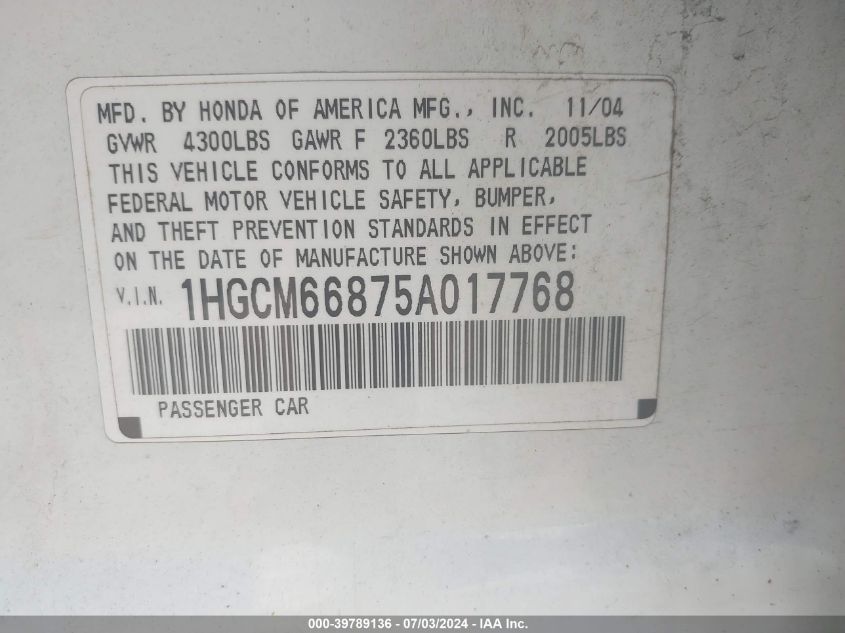 MFD. BY HONDA OF AMERICA MFG., INC. 11/04
GVWR 4300LBS GAWR F 2360LBS R 2005LBS
THIS VEHICLE CONFORMS TO ALL APPLICABLE
FEDERAL MOTOR VEHICLE SAFETY, BUMPER,
AND THEFT PREVENTION STANDARDS IN EFFECT
ON THE DATE OF MANUFACTURE SHOWN ABOVE:
V.I.N. 1HGCM66875A017768
PASSENGER CAR
000-39789136 - 07/03/2024 - IAA Inc.